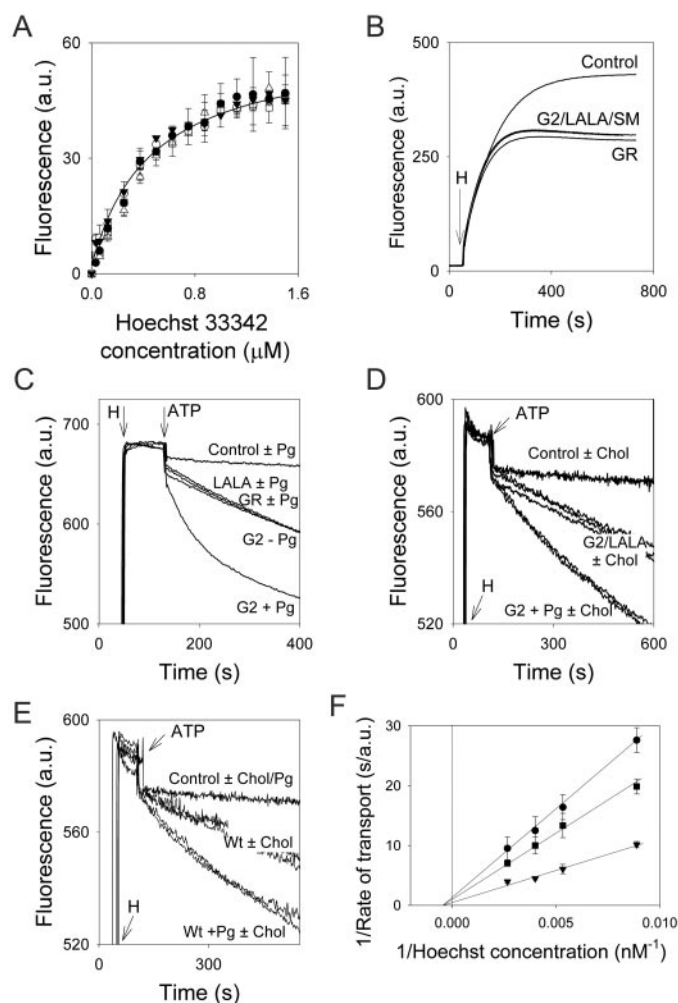 A
60
30
0
Fluorescence (a.u.)
0.0
0.8
1.6
Hoechst 33342
concentration (μM)
B
500
250
0
Fluorescence (a.u.)
Control
G2/LALA/SM
GR
H
0
400
800
Time (s)
C
675
600
500
Fluorescence (a.u.)
H
ATP
Control ± Pg
LALA ± Pg
GR ± Pg
G2 - Pg
G2 + Pg
0
200
400
Time (s)
D
600
560
520
Fluorescence (a.u.)
ATP
Control ± Chol
G2/LALA
± Chol
H
G2 + Pg ± Chol
0
300
600
Time (s)
E
600
560
520
Fluorescence (a.u.)
ATP
Control ± Chol/Pg
Wt ± Chol
H
Wt +Pg ± Chol
300
Time (s)
F
30
20
10
0
1/Rate of transport (s/a.u.)
0.000
0.005
0.010
1/Hoechst concentration (nM⁻¹)